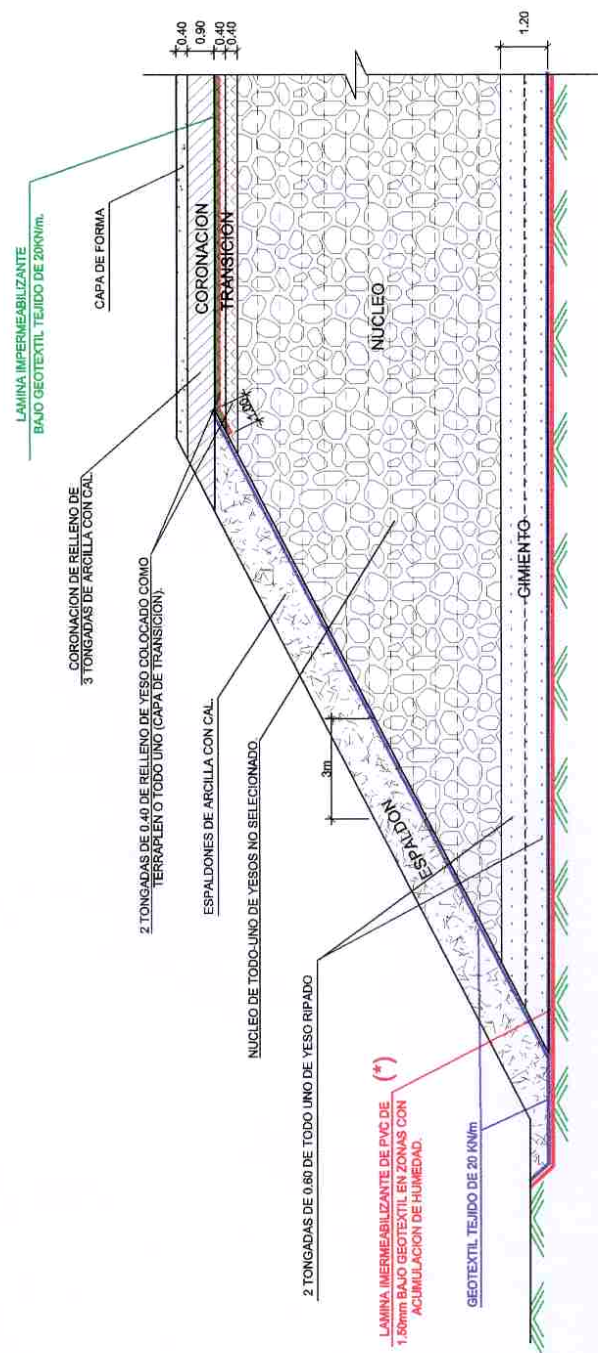 LAMINA IMPERMEABILIZANTE
BAJO GEOTEXTIL TEJIDO DE 20KN/m.
CAPA DE FORMA
CORONACION DE RELLENO DE
3 TONGADAS DE ARCILLA CON CAL.
2 TONGADAS DE 0.40 DE RELLENO DE YESO COLOCADO COMO
TERRAPLEN O TODO UNO (CAPA DE TRANSICION).
ESPALDONES DE ARCILLA CON CAL.
NUCLEO DE TODO-UNO DE YESOS NO SELECIONADO.
2 TONGADAS DE 0.60 DE TODO UNO DE YESO RIPADO
LAMINA IMERMEABILIZANTE DE PVC DE
1.50mm BAJO GEOTEXTIL EN ZONAS CON
ACUMULACION DE HUMEDAD.
(*)
GEOTEXTIL TEJIDO DE 20 KN/m
0.40
0.90
0.40
0.40
1.20
CORONACION
TRANSICION
1.00
NUCLEO
3m
ESPALDON
CIMIENTO